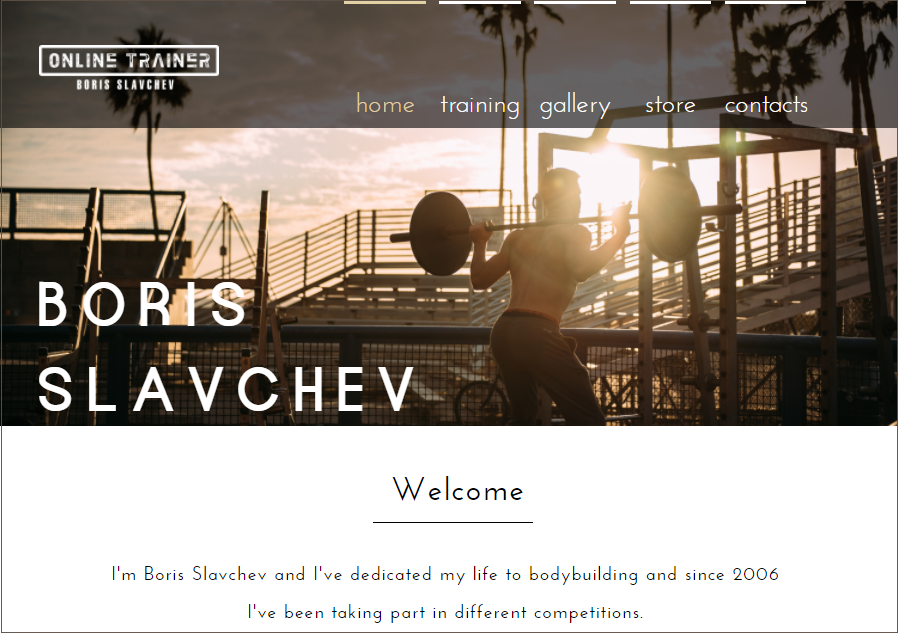 ONLINE TRAINER
BORIS SLAVCHEV
home training gallery store contacts
BORIS
SLAVCHEV
Welcome
I'm Boris Slavchev and I've dedicated my life to bodybuilding and since 2006
I've been taking part in different competitions.